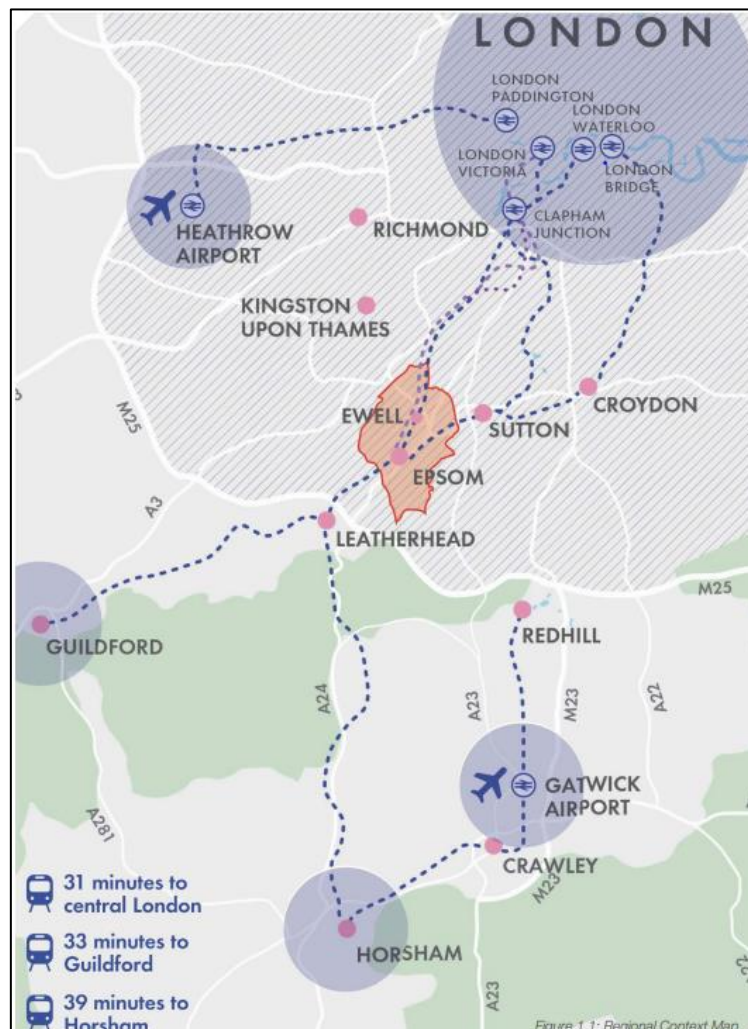 LONDON
LONDON
PADDINGTON
LONDON
WATERLOO
LONDON
VICTORIA
LONDON
BRIDGE
CLAPHAM
JUNCTION
HEATHROW
AIRPORT
RICHMOND
KINGSTON
UPON THAMES
M25
EWELL
SUTTON
CROYDON
EPSOM
A3
LEATHERHEAD
M25
REDHILL
GUILDFORD
A24
A23
M23
A22
GATWICK
AIRPORT
A281
CRAWLEY
M23
31 minutes to
central London
HORSHAM
33 minutes to
Guildford
A23
39 minutes to
Horsham
Figure 1.1: Regional Context Map